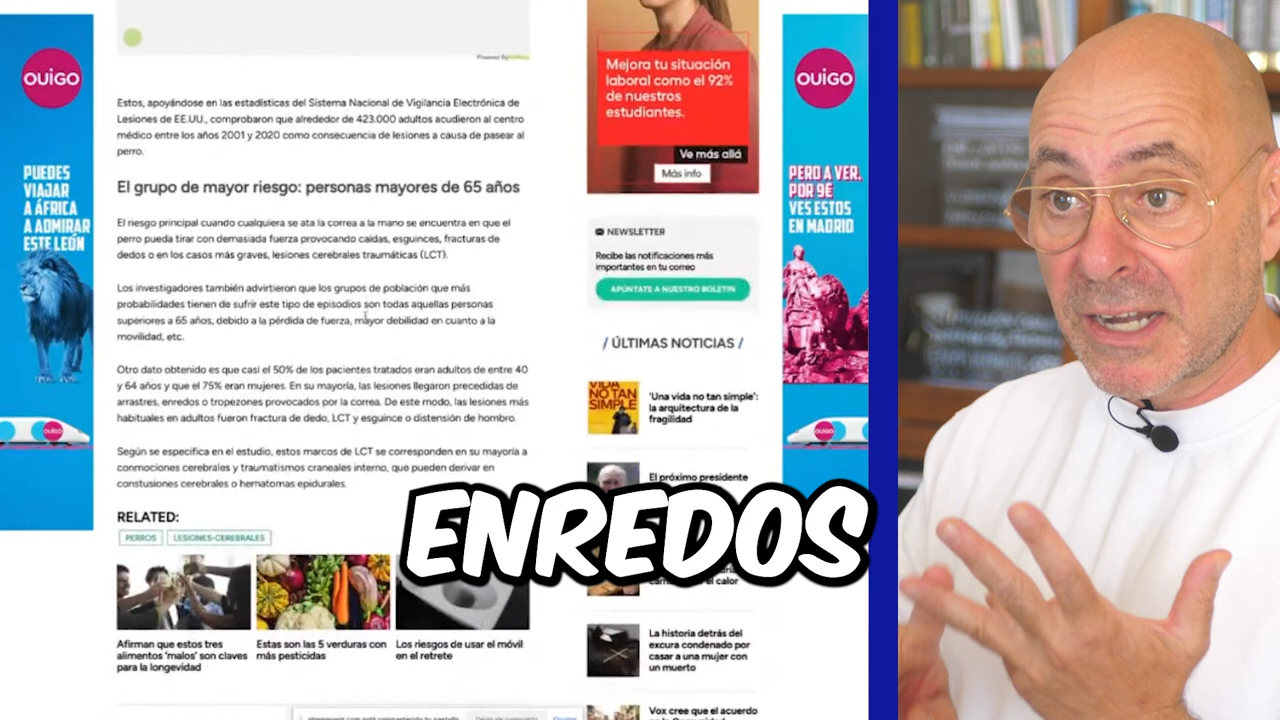 OUIGO
PUEDES
VIAJAR
A ÁFRICA
A ADMIRAR
ESTE LEÓN
Powered By
Estos, apoyándose en las estadísticas del Sistema Nacional de Vigilancia Electrónica de
Lesiones de EE.UU., comprobaron que alrededor de 423.000 adultos acudieron al centro
médico entre los años 2001 y 2020 como consecuencia de lesiones a causa de pasear al
perro.
El grupo de mayor riesgo: personas mayores de 65 años
El riesgo principal cuando cualquiera se ata la correa a la mano se encuentra en que el
perro pueda tirar con demasiada fuerza provocando caídas, esguinces, fracturas de
dedos o en los casos más graves, lesiones cerebrales traumáticas (LCT).
Los investigadores también advirtieron que los grupos de población que más
probabilidades tienen de sufrir este tipo de episodios son todas aquellas personas
superiores a 65 años, debido a la pérdida de fuerza, mayor debilidad en cuanto a la
movilidad, etc.
Otro dato obtenido es que casi el 50% de los pacientes tratados eran adultos de entre 40
y 64 años y que el 75% eran mujeres. En su mayoría, las lesiones llegaron precedidas de
arrastres, enredos o tropezones provocados por la correa. De este modo, las lesiones más
habituales en adultos fueron fractura de dedo, LCT y esguince o distensión de hombro.
Según se especifica en el estudio, estos marcos de LCT se corresponden en su mayoría a
conmociones cerebrales y traumatismos craneales interno, que pueden derivar en
constusiones cerebrales o hematomas epidurales.
RELATED:
PERROS
LESIONES-CEREBRALES
Afirman que estos tres
alimentos 'malos' son claves
para la longevidad
Estas son las 5 verduras con
más pesticidas
Los riesgos de usar el móvil
en el retrete
Mejora tu situación
laboral como el 92%
de nuestros
estudiantes.
Ve más allá
Más info
NEWSLETTER
Recibe las notificaciones más
importantes en tu correo
APÚNTATE A NUESTRO BOLETÍN
/ ÚLTIMAS NOTICIAS /
VIDA
NO TAN
SIMPLE
'Una vida no tan simple':
la arquitectura de la
fragilidad
El próximo presidente
el calor
La historia detrás del
excura condenado por
casar a una mujer con
un muerto
Vox cree que el acuerdo
OUIGO
PERO A VER,
POR 9€
VES ESTOS
EN MADRID
ENREDOS